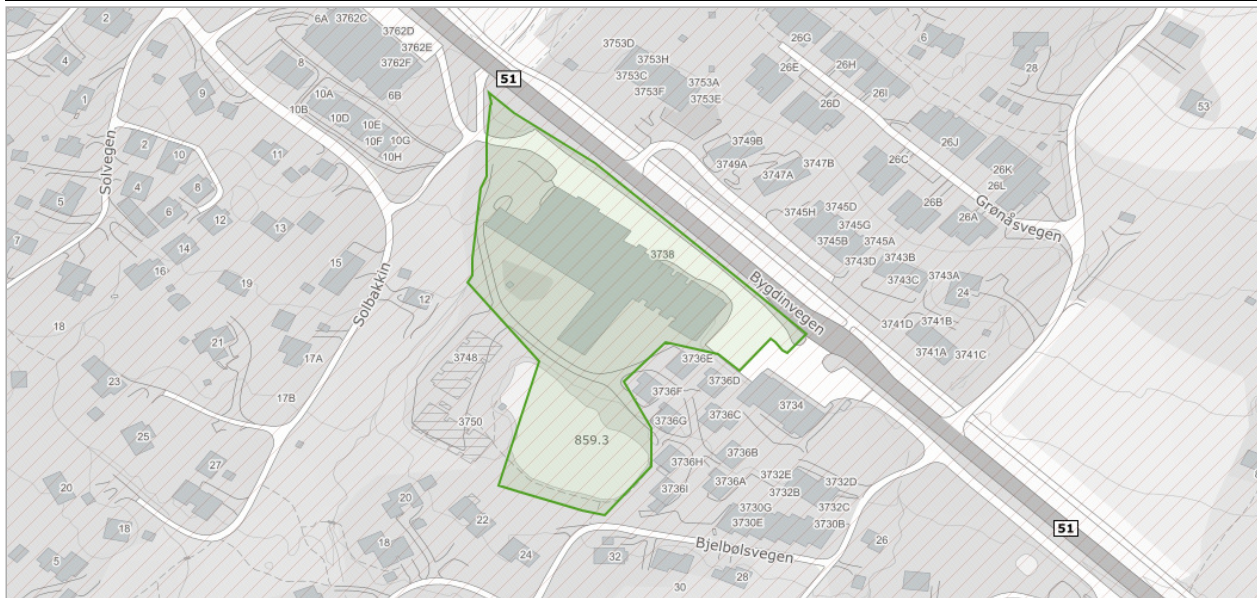 2
6A
3762C
3762D
3762E
3762F
6B
4
8
9
1
10A
10B
10D
10E
10F
10G
10H
51
3753D
3753H
3753C
3753F
3753A
3753E
26G
26E
26H
26I
26D
6
28
53
Solvegen
2
10
11
4
8
5
6
12
13
7
14
16
19
15
Solbakkin
12
18
21
17A
17B
23
25
27
20
18
5
3749B
3749A
3747B
3747A
3745H
3745D
3745G
3745B
3745A
3743D
3743B
3743C
3743A
24
26C
26J
26K
26L
26B
26A
Grønåsvegen
3738
Bygdinvegen
3741D
3741B
3741A
3741C
3748
3750
859.3
3736E
3736D
3736F
3736C
3736G
3734
3736B
3736H
3736A
3736I
3732E
3732D
3732B
3732C
3730G
3730E
3730B
20
22
18
24
32
Bjelbølsvegen
28
30
26
51